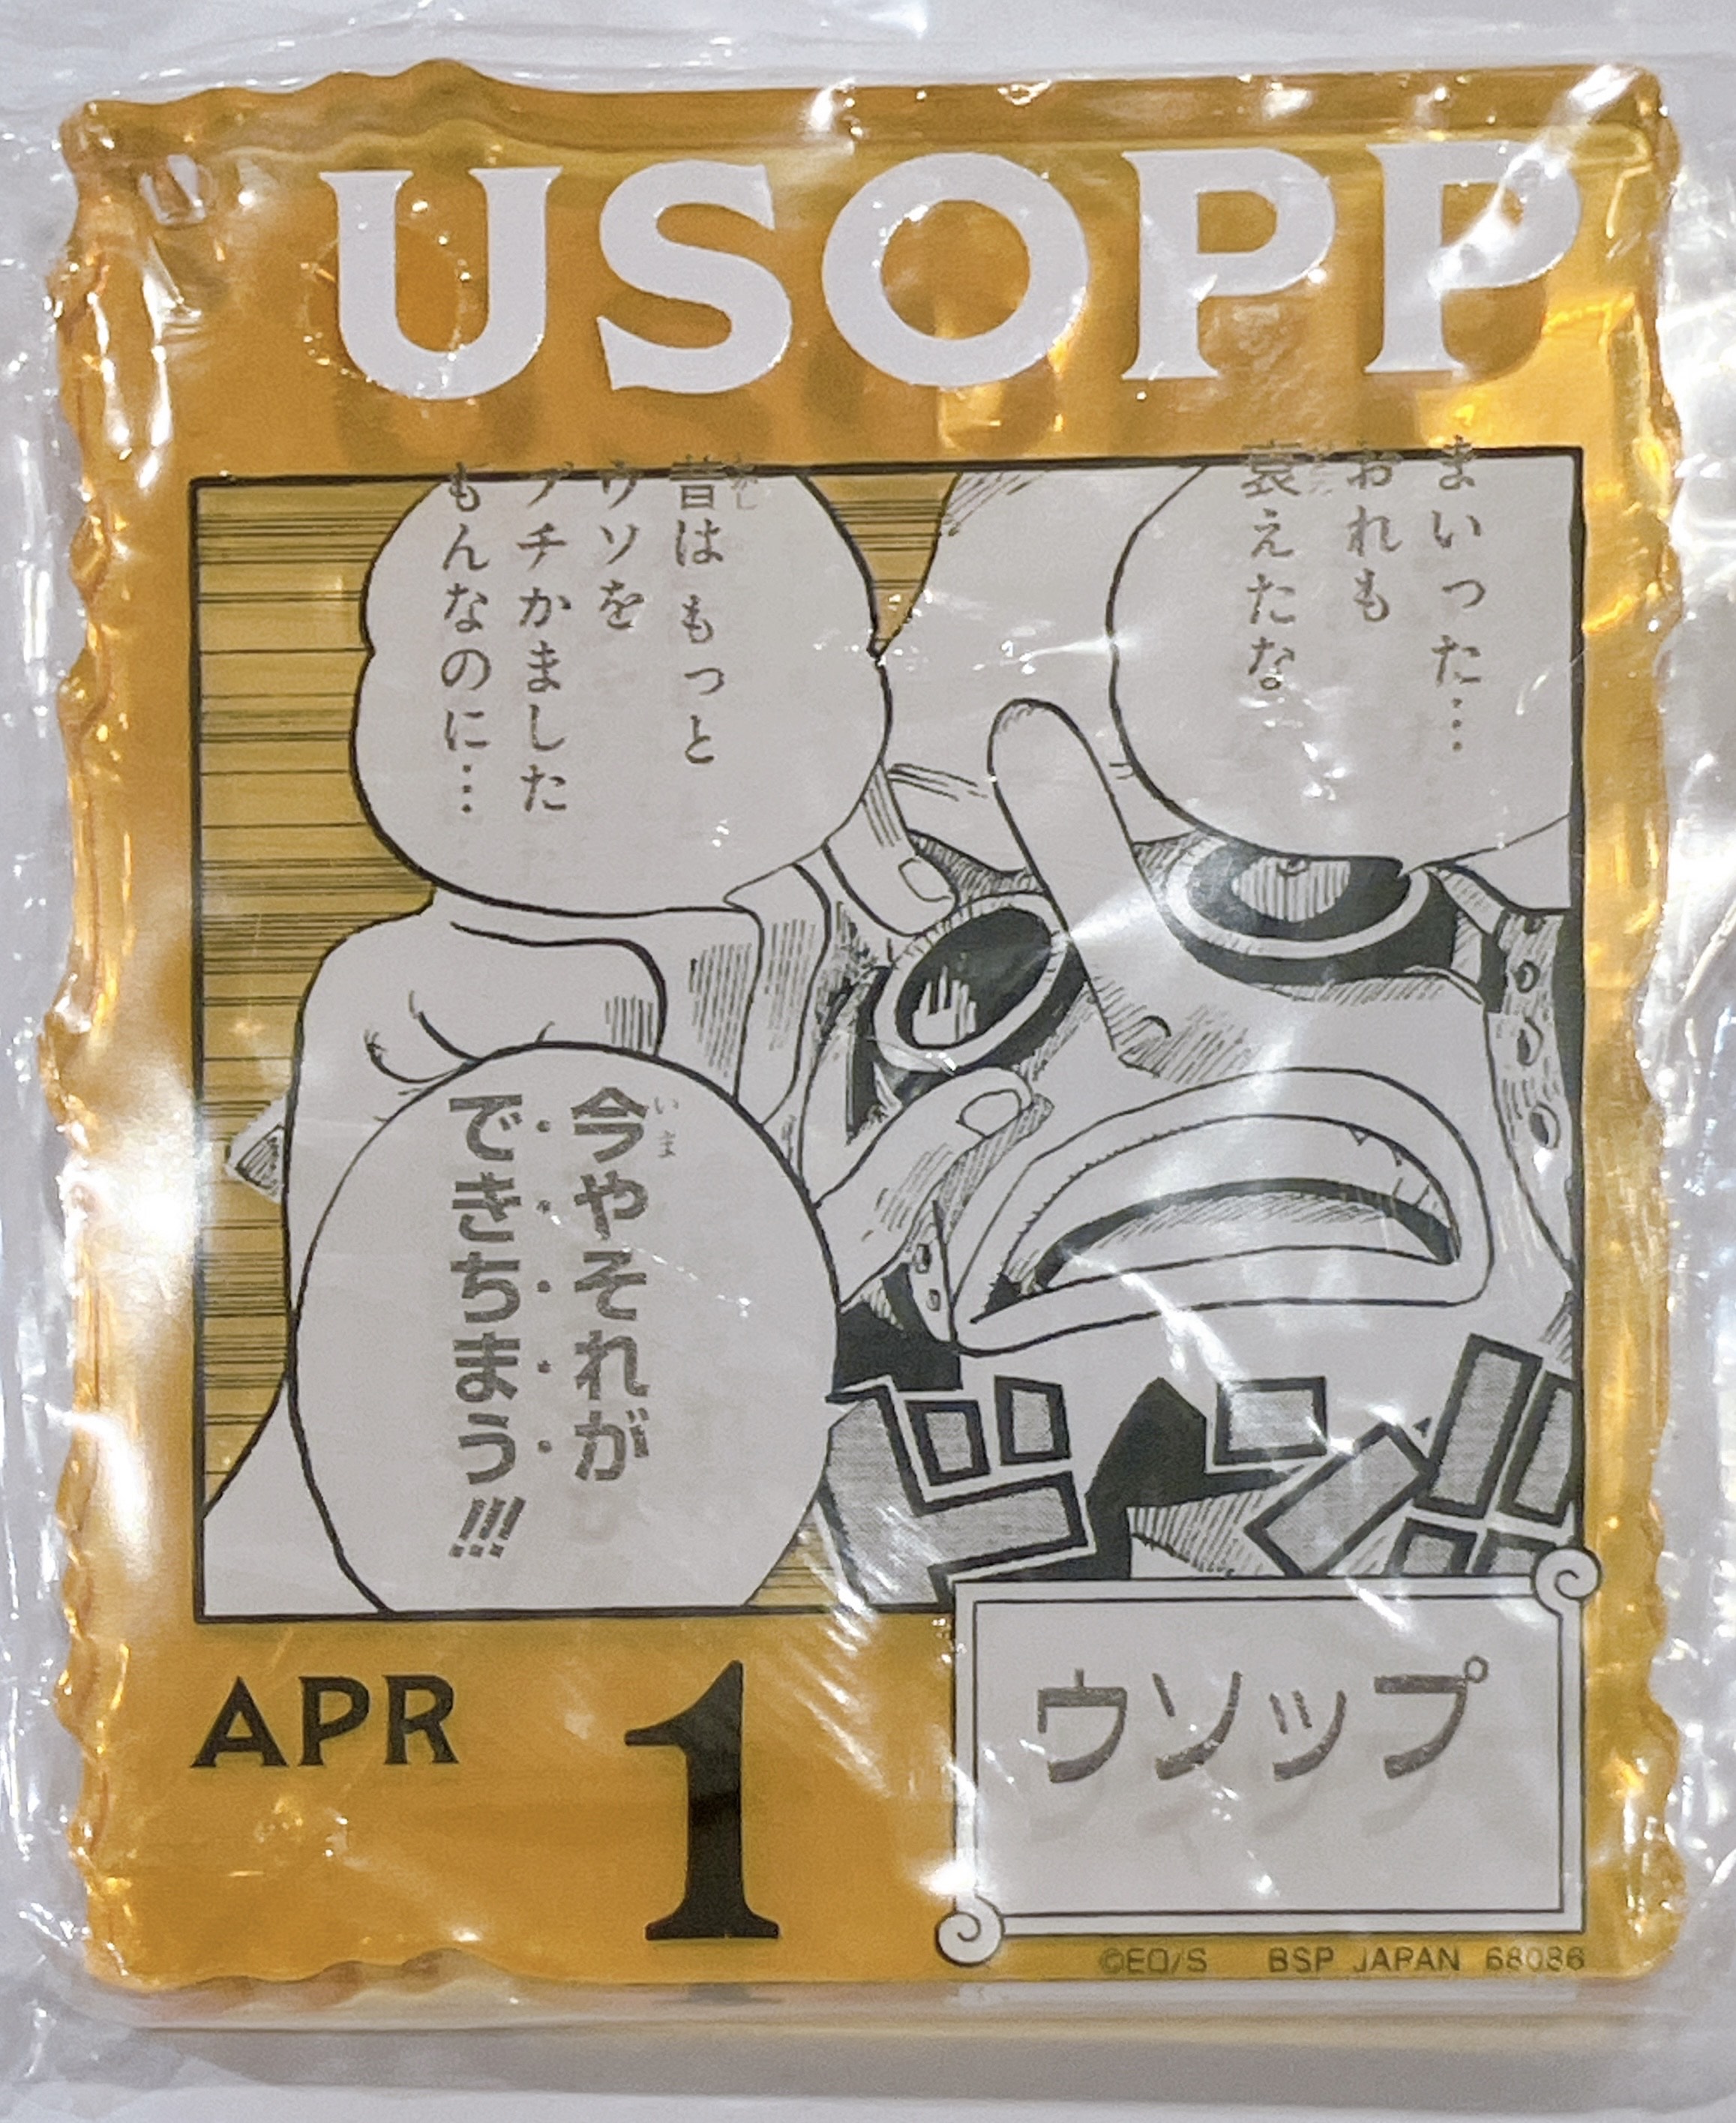 USOPP
まいった…
おれも
衰えたな
昔はもっと
ウソを
ブチかました
もんなのに…
今やそれが
できちまう!!!!
ドーン!!
ウソップ
APR 1
©EO/S BSP JAPAN 68086